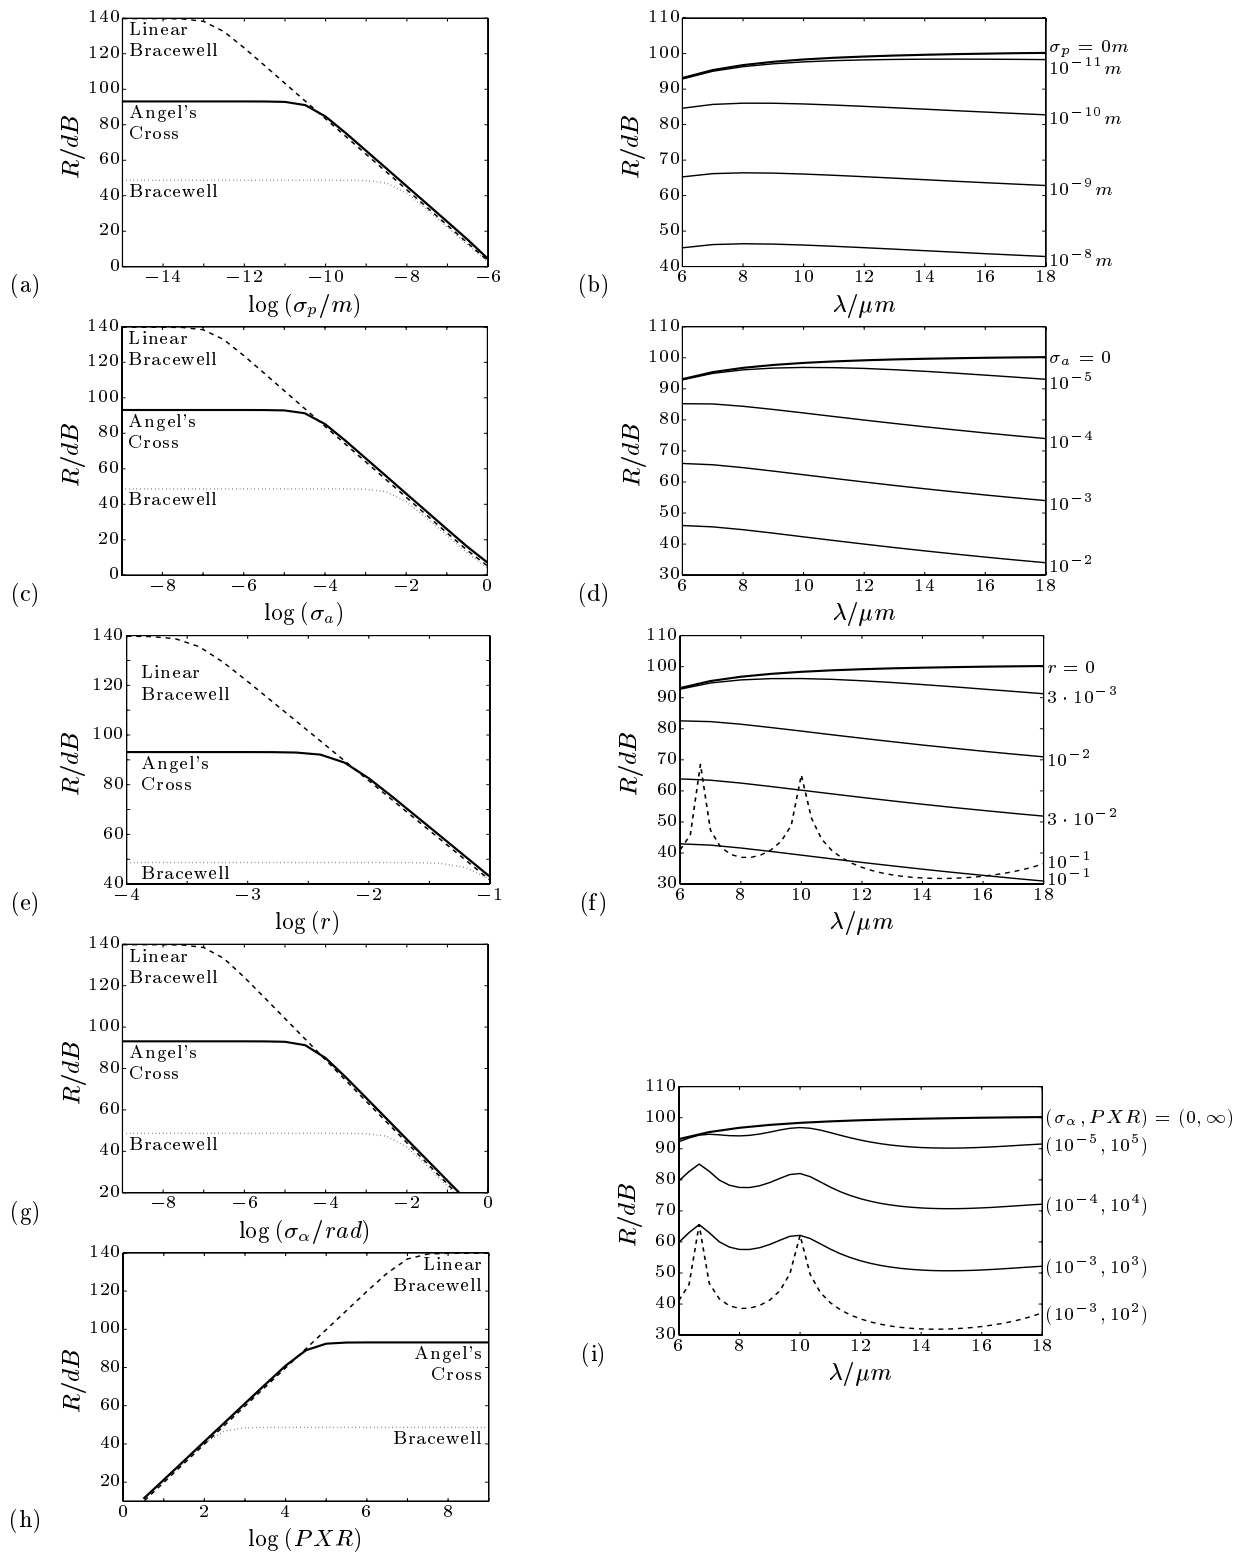 140
120
100
80
60
40
20
0
R/dB
Linear
Bracewell
Angel's
Cross
Bracewell
−14 −12 −10 −8 −6
(a)
log (σp/m)
110
100
90
80
70
60
50
40
R/dB
σp = 0m
10⁻¹¹ m
10⁻¹⁰ m
10⁻⁹ m
10⁻⁸ m
6 8 10 12 14 16 18
(b)
λ/μm
140
120
100
80
60
40
20
0
R/dB
Linear
Bracewell
Angel's
Cross
Bracewell
−8 −6 −4 −2 0
(c)
log (σa)
110
100
90
80
70
60
50
40
30
R/dB
σa = 0
10⁻⁵
10⁻⁴
10⁻³
10⁻²
6 8 10 12 14 16 18
(d)
λ/μm
140
120
100
80
60
40
R/dB
Linear
Bracewell
Angel's
Cross
Bracewell
−4 −3 −2 −1
(e)
log (r)
110
100
90
80
70
60
50
40
30
R/dB
r = 0
3 · 10⁻³
10⁻²
3 · 10⁻²
10⁻¹
10⁻¹
6 8 10 12 14 16 18
(f)
λ/μm
140
120
100
80
60
40
20
R/dB
Linear
Bracewell
Angel's
Cross
Bracewell
−8 −6 −4 −2 0
(g)
log (σα/rad)
140
120
100
80
60
40
20
R/dB
Linear
Bracewell
Angel's
Cross
Bracewell
0 2 4 6 8
(h)
log (PXR)
110
100
90
80
70
60
50
40
30
R/dB
(σα, PXR) = (0, ∞)
(10⁻⁵, 10⁵)
(10⁻⁴, 10⁴)
(10⁻³, 10³)
(10⁻³, 10²)
6 8 10 12 14 16 18
(i)
λ/μm